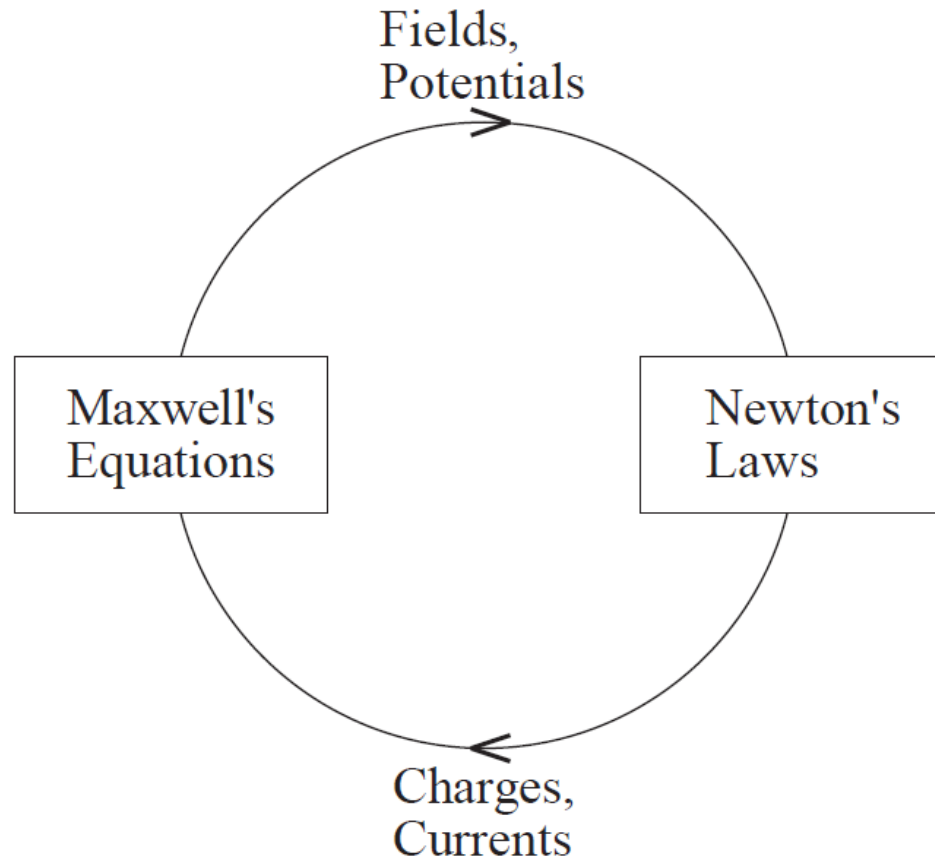 Fields,
Potentials
Maxwell's
Equations
Newton's
Laws
Charges,
Currents